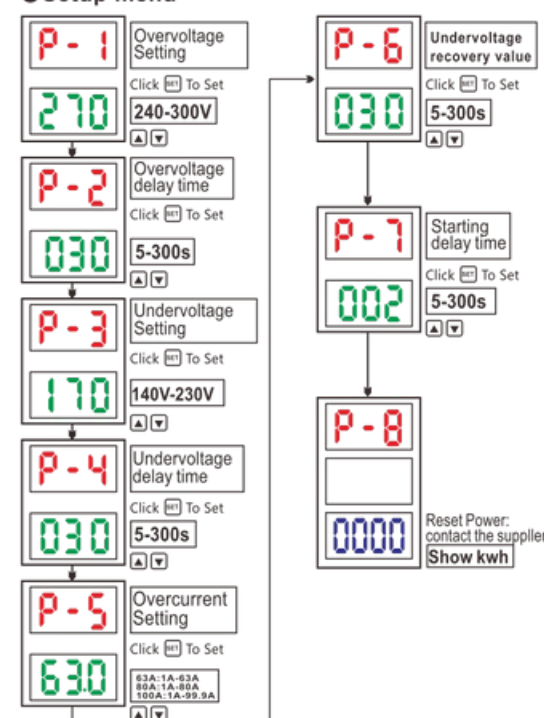 Setup menu
P-1
Overvoltage
Setting
Click SET To Set
270
240-300V
P-2
Overvoltage
delay time
Click SET To Set
030
5-300s
P-3
Undervoltage
Setting
Click SET To Set
170
140V-230V
P-4
Undervoltage
delay time
Click SET To Set
030
5-300s
P-5
Overcurrent
Setting
Click SET To Set
63.0
63A:1A-63A
80A:1A-80A
100A:1A-99.9A
P-6
Undervoltage
recovery value
Click SET To Set
030
5-300s
P-7
Starting
delay time
Click SET To Set
002
5-300s
P-8
0000
Reset Power:
contact the suppller
Show kwh